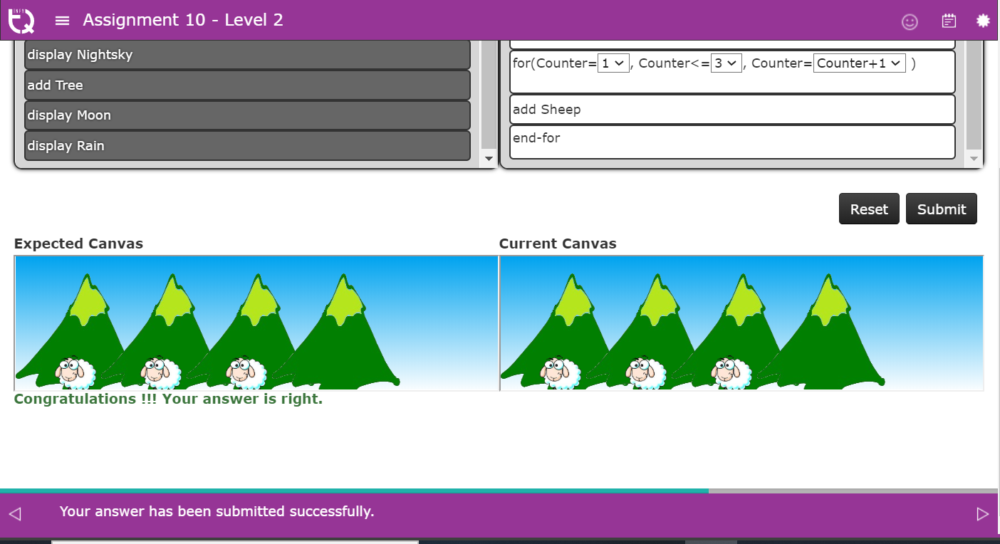 INFY
TQ
Assignment 10 - Level 2
display Nightsky
add Tree
display Moon
display Rain
for(Counter= 1 , Counter<= 3 , Counter= Counter+1 )
add Sheep
end-for
Reset Submit
Expected Canvas
Current Canvas
Congratulations !!! Your answer is right.
Your answer has been submitted successfully.